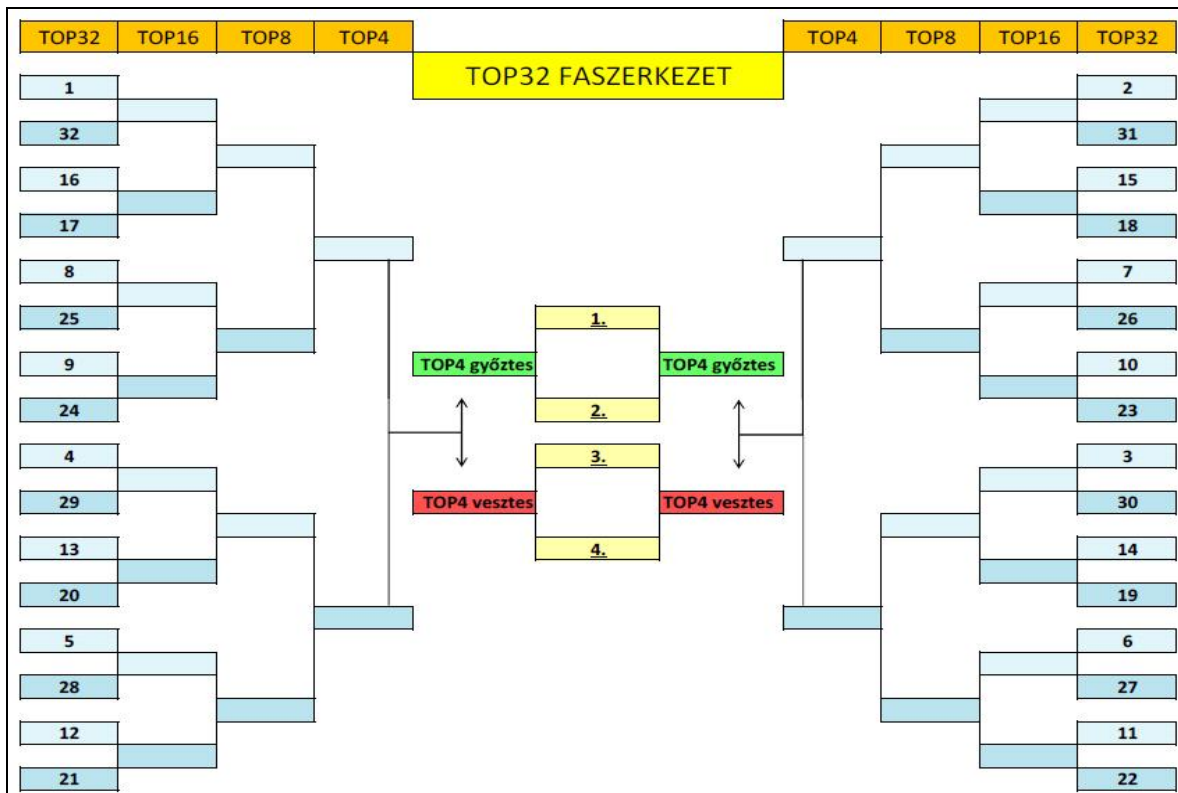 TOP32 TOP16 TOP8 TOP4 TOP4 TOP8 TOP16 TOP32
TOP32 FASZERKEZET
1 2
32 31
16 15
17 18
8 7
25 1. 26
TOP4 győztes TOP4 győztes
9 10
24 2. 23
4 3. 3
29 TOP4 vesztes TOP4 vesztes 30
13 4. 14
20 19
5 6
28 27
12 11
21 22